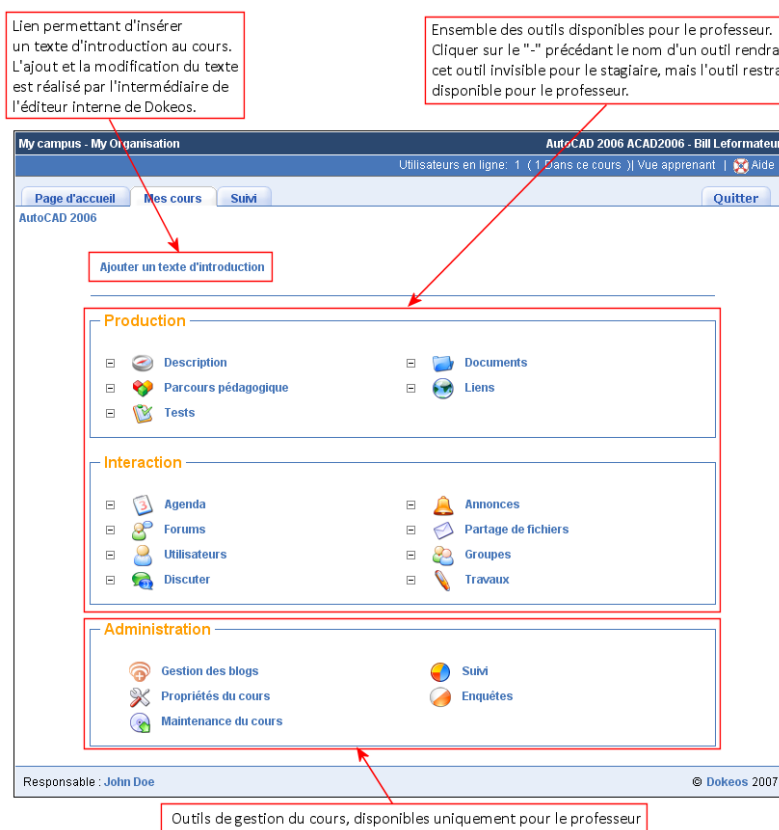 Lien permettant d'insérer
un texte d'introduction au cours.
L'ajout et la modification du texte
est réalisé par l'intermédiaire de
l'éditeur interne de Dokeos.
Ensemble des outils disponibles pour le professeur.
Cliquer sur le "-" précédant le nom d'un outil rendra
cet outil invisible pour le stagiaire, mais l'outil restra
disponible pour le professeur.
My campus - My Organisation
AutoCAD 2006 ACAD2006 - Bill Leformateur
Utilisateurs en ligne: 1 ( 1 Dans ce cours )| Vue apprenant | Aide
Page d'accueil Mes cours Suivi Quitter
AutoCAD 2006
Ajouter un texte d'introduction
Production
Description Documents
Parcours pédagogique Liens
Tests
Interaction
Agenda Annonces
Forums Partage de fichiers
Utilisateurs Groupes
Discuter Travaux
Administration
Gestion des blogs Suivi
Propriétés du cours Enquêtes
Maintenance du cours
Responsable : John Doe © Dokeos 2007
Outils de gestion du cours, disponibles uniquement pour le professeur